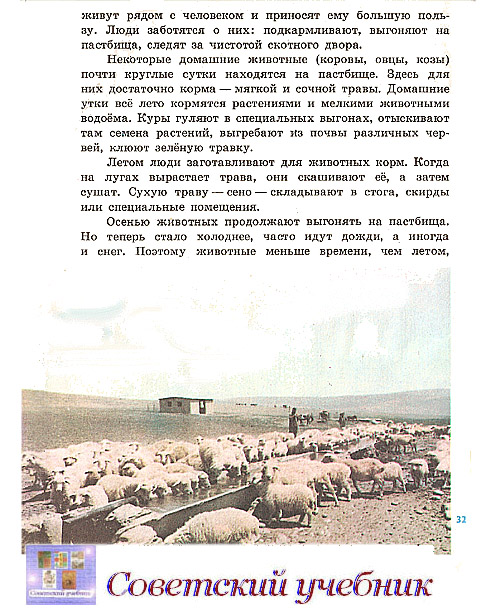 живут рядом с человеком и приносят ему большую поль-
зу. Люди заботятся о них: подкармливают, выгоняют на
пастбища, следят за чистотой скотного двора.
Некоторые домашние животные (коровы, овцы, козы)
почти круглые сутки находятся на пастбище. Здесь для
них достаточно корма — мягкой и сочной травы. Домашние
утки всё лето кормятся растениями и мелкими животными
водоёма. Куры гуляют в специальных выгонах, отыскивают
там семена растений, выгребают из почвы различных чер-
вей, клюют зелёную травку.
Летом люди заготавливают для животных корм. Когда
на лугах вырастает трава, они скашивают её, а затем
сушат. Сухую траву — сено — складывают в стога, скирды
или специальные помещения.
Осенью животных продолжают выгонять на пастбища.
Но теперь стало холоднее, часто идут дожди, а иногда
и снег. Поэтому животные меньше времени, чем летом,
32
Советский учебник
Советский учебник